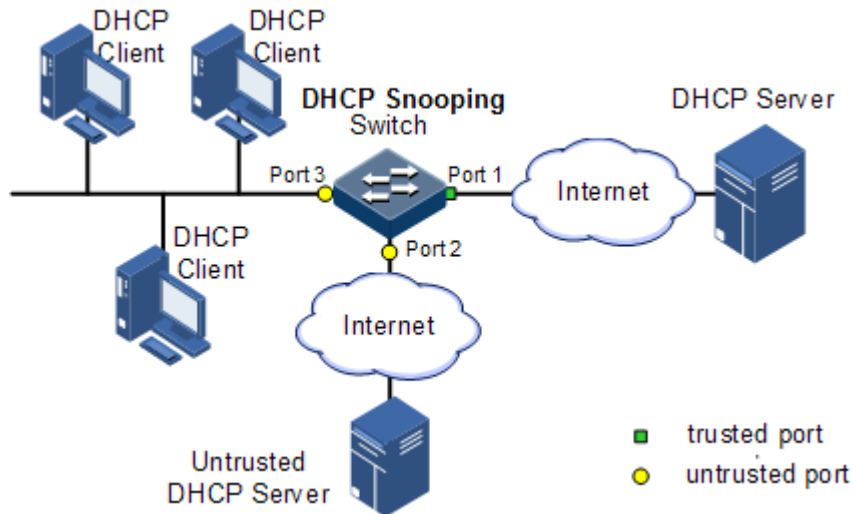 DHCP
Client
DHCP
Client
DHCP Snooping
Switch
DHCP Server
Port 3
Port 1
Internet
DHCP
Client
Port 2
Internet
Untrusted
DHCP Server
trusted port
untrusted port